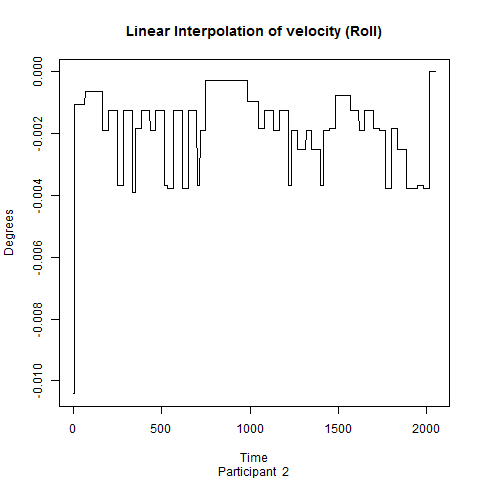 Linear Interpolation of velocity (Roll)
0.000
-0.002
-0.004
-0.006
-0.008
-0.010
Degrees
0 500 1000 1500 2000
Time
Participant 2